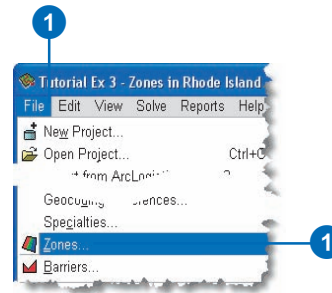 1
Tutorial Ex 3 - Zones in Rhode Island
File Edit View Solve Reports Help
New Project...
Open Project...
from
Specialties...
Zones...
1
Barriers...